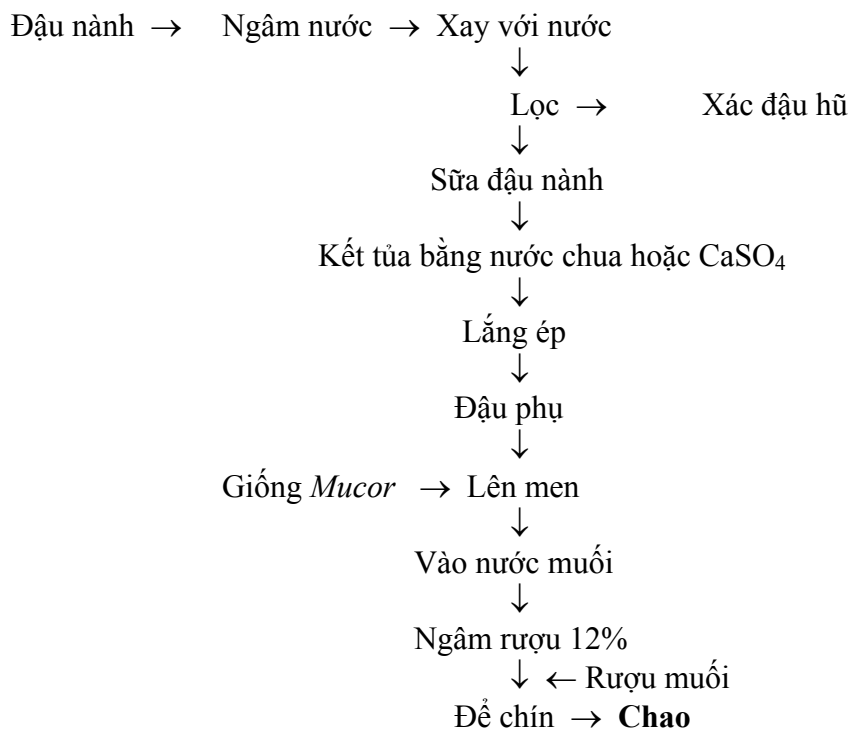 Đậu nành → Ngâm nước → Xay với nước
↓
Lọc → Xác đậu hũ
↓
Sữa đậu nành
↓
Kết tủa bằng nước chua hoặc CaSO₄
↓
Lắng ép
↓
Đậu phụ
↓
Giống Mucor → Lên men
↓
Vào nước muối
↓
Ngâm rượu 12%
↓ ← Rượu muối
Để chín → Chao